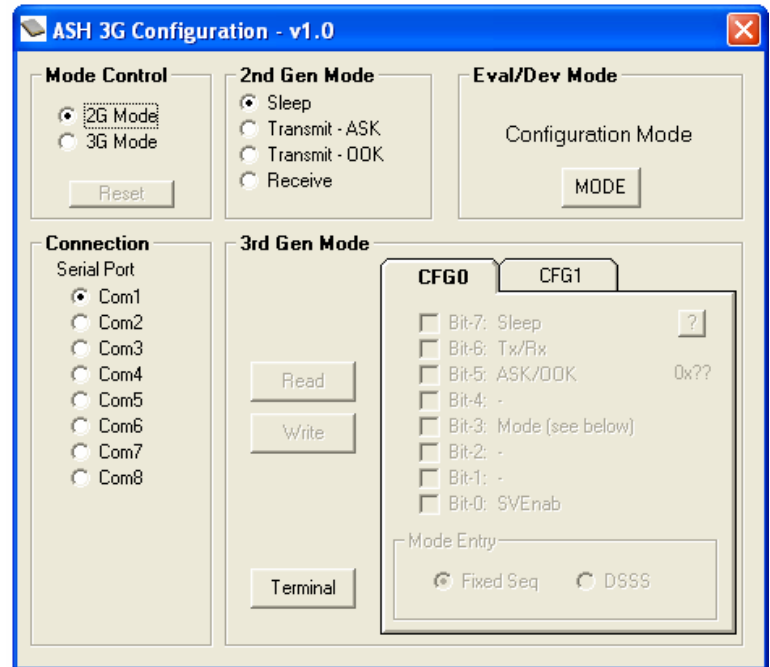 ASH 3G Configuration - v1.0
Mode Control
2G Mode
3G Mode
Reset
2nd Gen Mode
Sleep
Transmit - ASK
Transmit - OOK
Receive
Eval/Dev Mode
Configuration Mode
MODE
Connection
Serial Port
Com1
Com2
Com3
Com4
Com5
Com6
Com7
Com8
3rd Gen Mode
Read
Write
Terminal
CFG0 CFG1
Bit-7: Sleep ?
Bit-6: Tx/Rx
Bit-5: ASK/OOK 0x??
Bit-4: -
Bit-3: Mode (see below)
Bit-2: -
Bit-1: -
Bit-0: SVEnab
Mode Entry
Fixed Seq DSSS